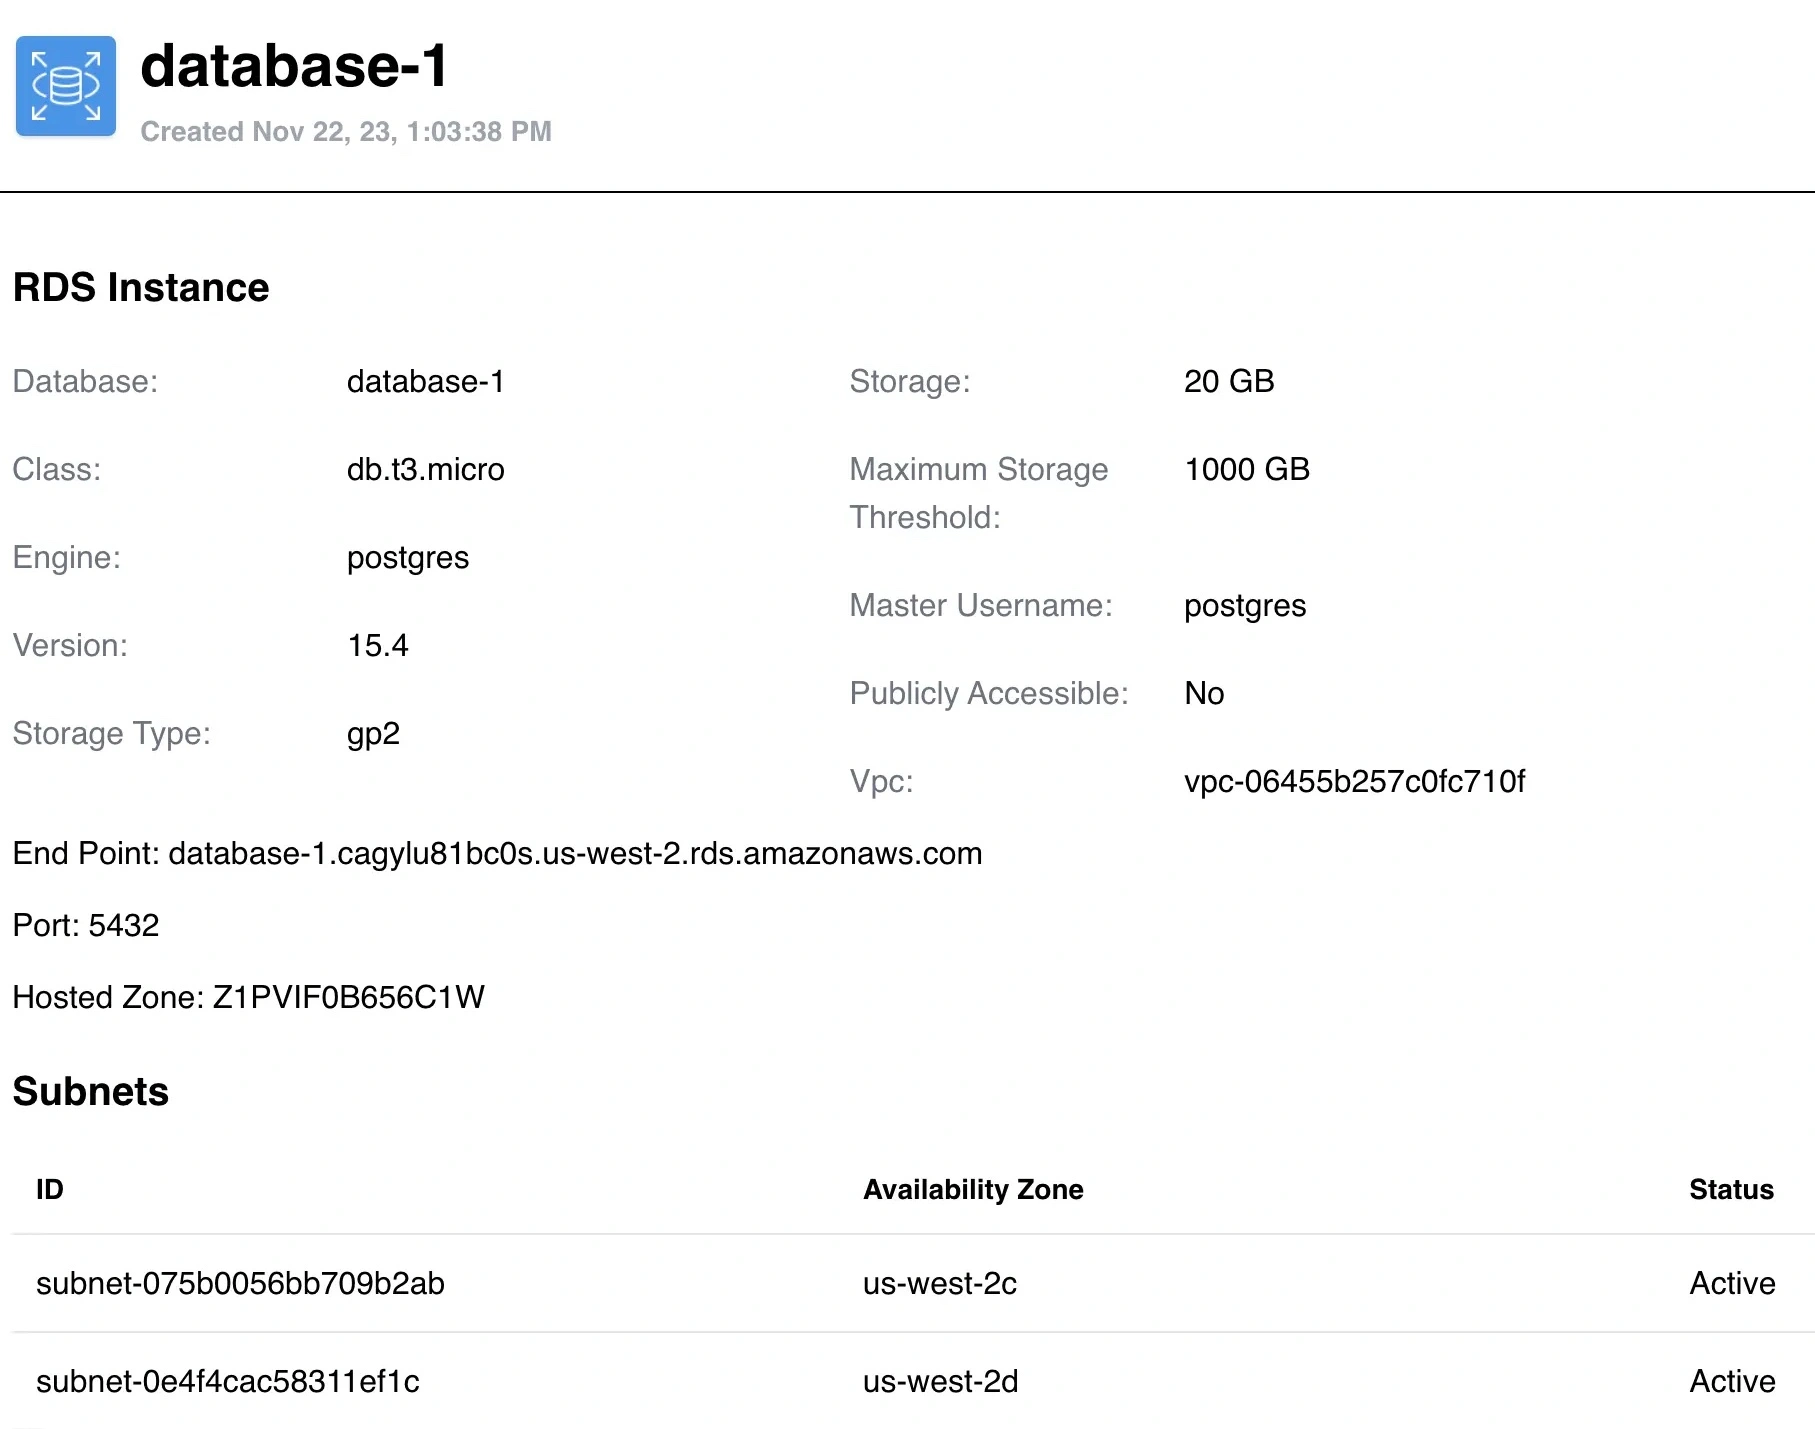 database-1
Created Nov 22, 23, 1:03:38 PM
RDS Instance
Database: database-1
Class: db.t3.micro
Engine: postgres
Version: 15.4
Storage Type: gp2
Storage: 20 GB
Maximum Storage 1000 GB
Threshold:
Master Username: postgres
Publicly Accessible: No
Vpc: vpc-06455b257c0fc710f
End Point: database-1.cagylu81bc0s.us-west-2.rds.amazonaws.com
Port: 5432
Hosted Zone: Z1PVIF0B656C1W
Subnets
ID Availability Zone Status
subnet-075b0056bb709b2ab us-west-2c Active
subnet-0e4f4cac58311ef1c us-west-2d Active